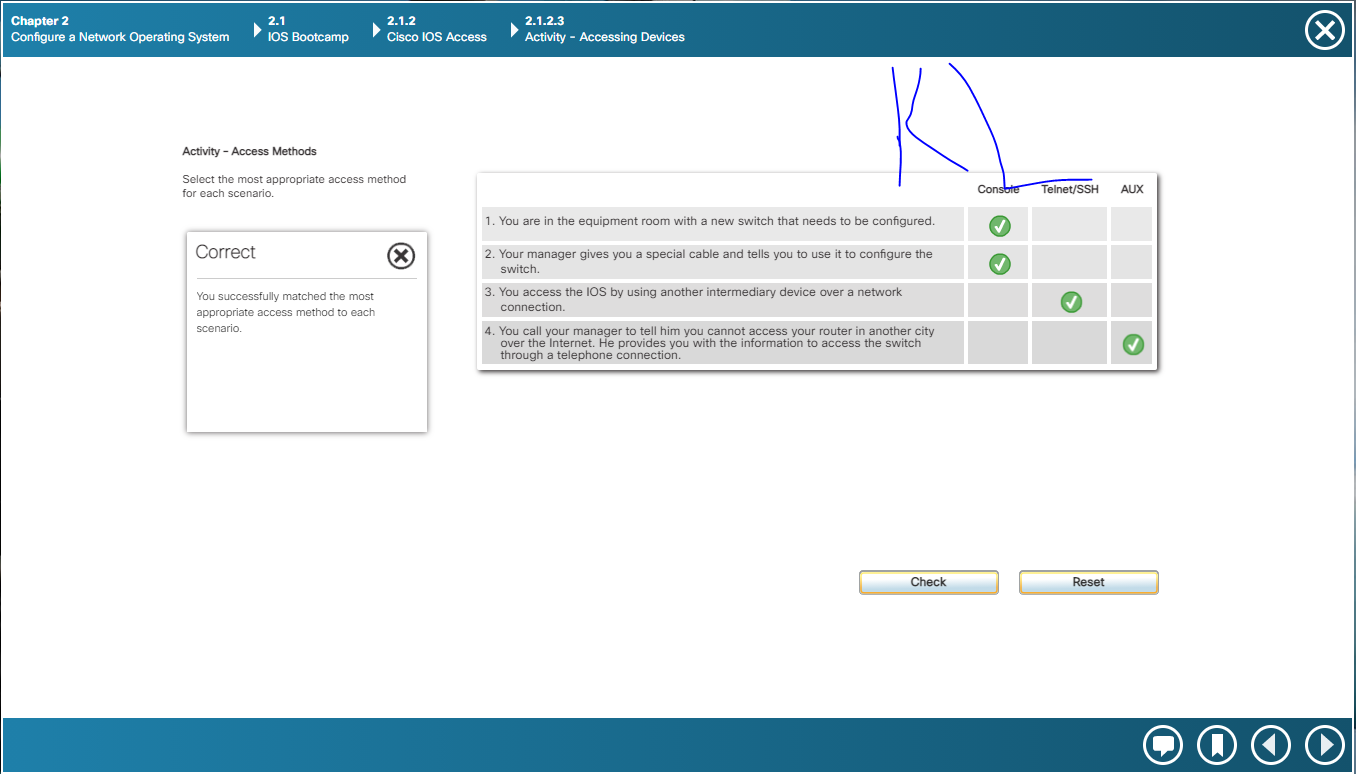 Chapter 2
Configure a Network Operating System
2.1
IOS Bootcamp
2.1.2
Cisco IOS Access
2.1.2.3
Activity - Accessing Devices
Activity - Access Methods
Select the most appropriate access method
for each scenario.
Correct
You successfully matched the most
appropriate access method to each
scenario.
Console Telnet/SSH AUX
1. You are in the equipment room with a new switch that needs to be configured.
2. Your manager gives you a special cable and tells you to use it to configure the
switch.
3. You access the IOS by using another intermediary device over a network
connection.
4. You call your manager to tell him you cannot access your router in another city
over the Internet. He provides you with the information to access the switch
through a telephone connection.
Check
Reset